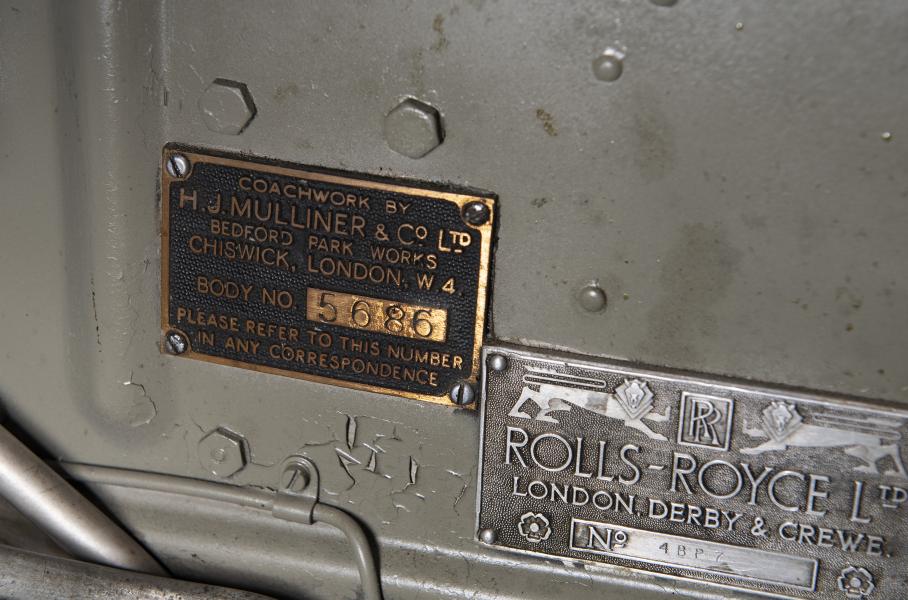 COACHWORK BY
H.J. MULLINER & Cº LTD
BEDFORD PARK WORKS
CHISWICK, LONDON, W.4.
BODY NO. 5686
PLEASE REFER TO THIS NUMBER
IN ANY CORRESPONDENCE
RR
ROLLS-ROYCE LTD
LONDON, DERBY & CREWE.
Nº 4BP7